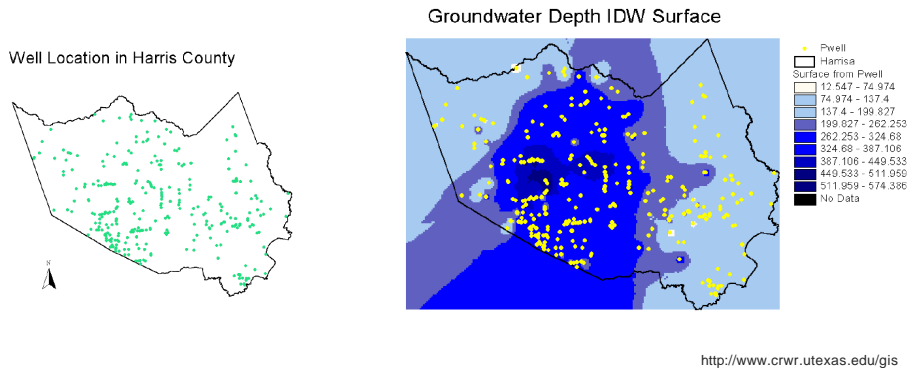 Groundwater Depth IDW Surface
Well Location in Harris County
N
Pwell
Harrisa
Surface from Pwell
12.547 - 74.974
74.974 - 137.4
137.4 - 199.827
199.827 - 262.253
262.253 - 324.68
324.68 - 387.106
387.106 - 449.533
449.533 - 511.959
511.959 - 574.386
No Data
http://www.crwr.utexas.edu/gis